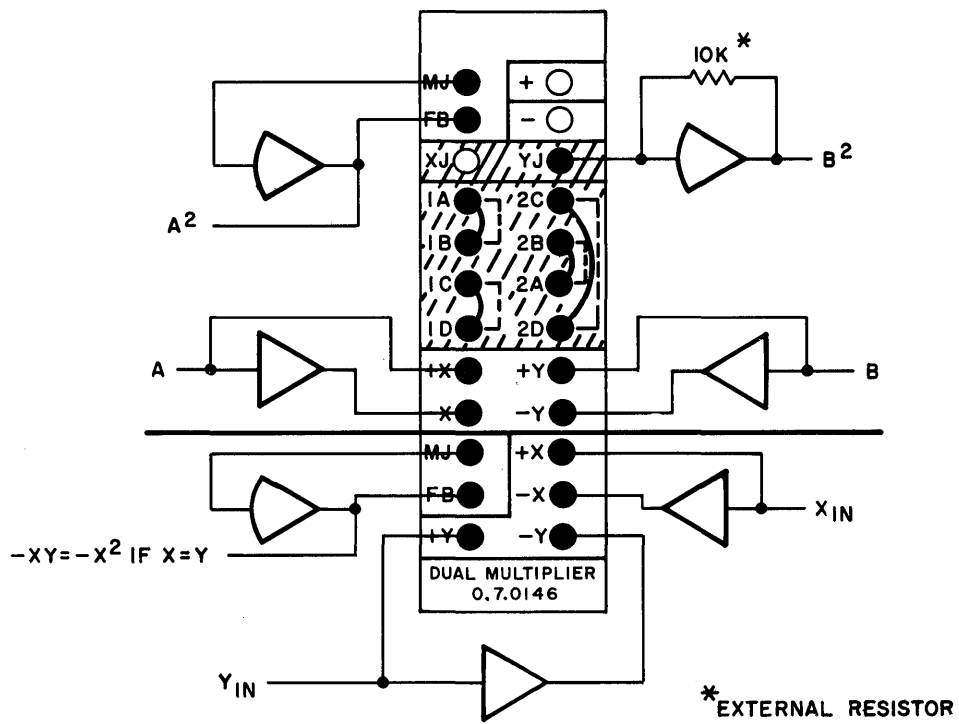 10K *
MJ +
FB -
XJ YJ
B²
A²
1A 2C
1B 2B
1C 2A
1D 2D
A +X +Y B
X -Y
MJ +X
FB -X
X IN
+Y -Y
-XY=-X² IF X=Y
DUAL MULTIPLIER
0.7.0146
Y IN
*EXTERNAL RESISTOR